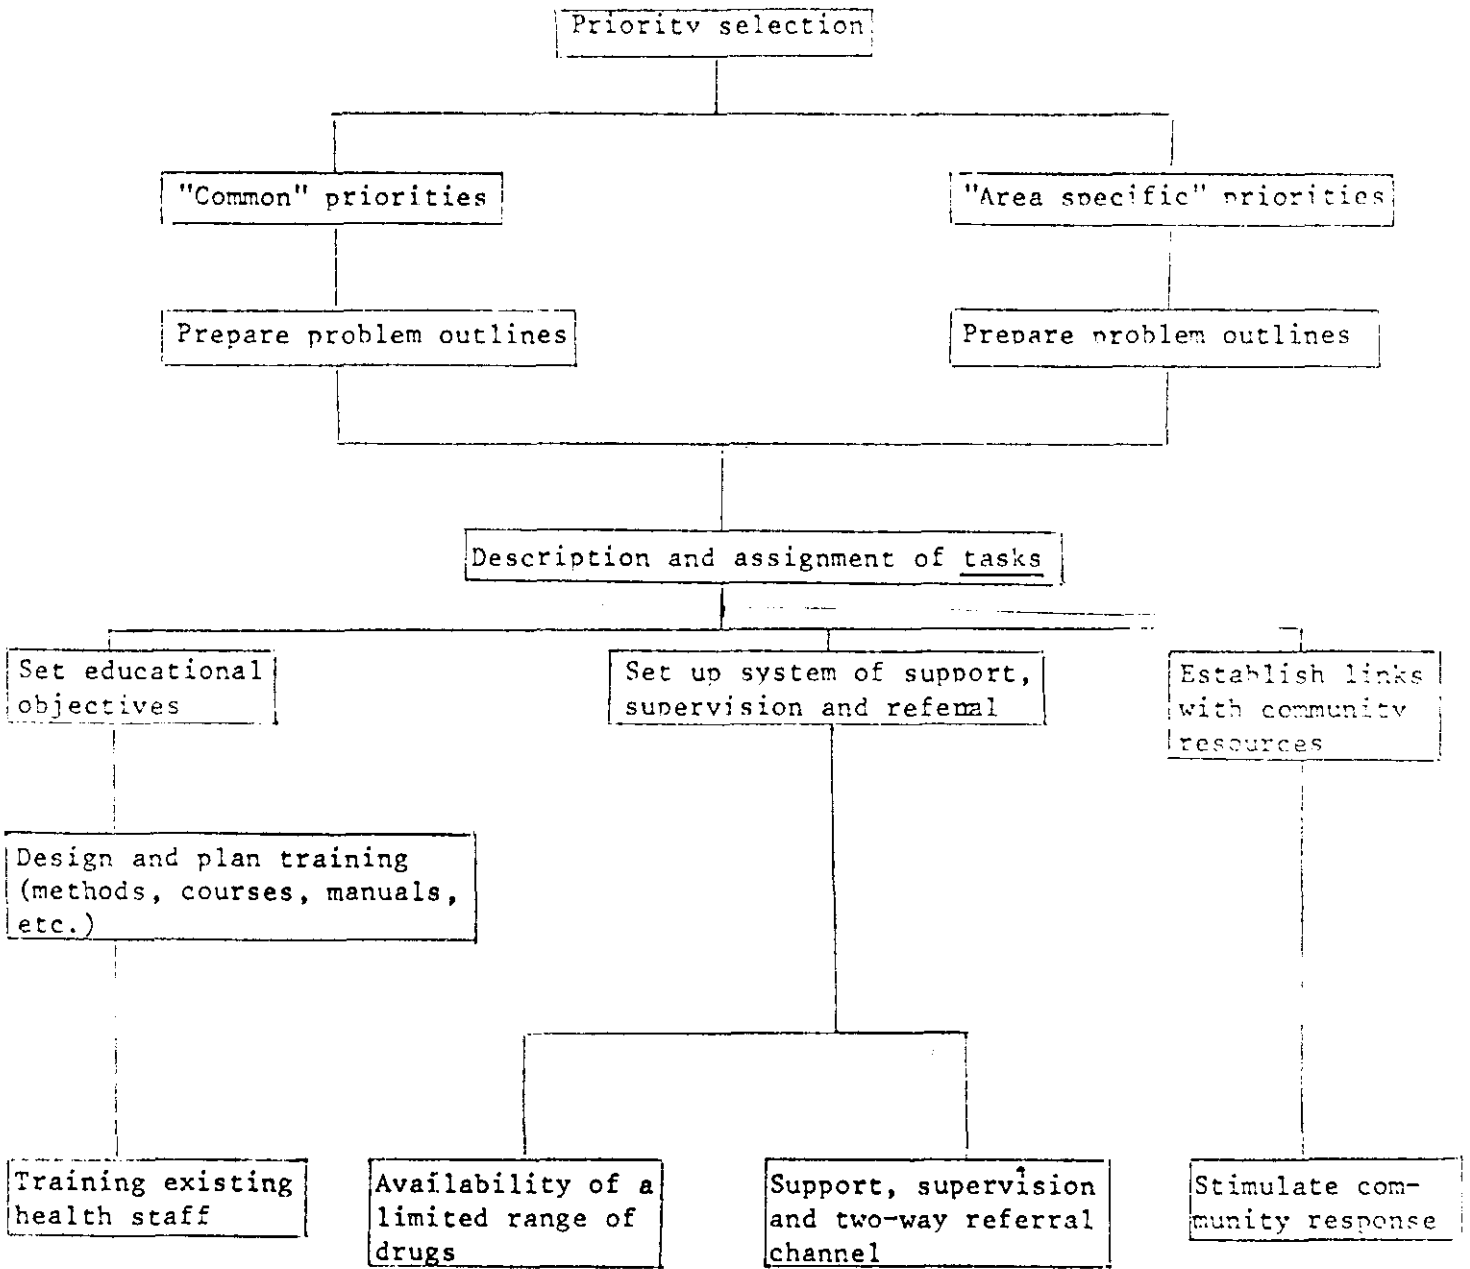 Priority selection
"Common" priorities
"Area specific" priorities
Prepare problem outlines
Prepare problem outlines
Description and assignment of tasks
Set educational
objectives
Set up system of support,
supervision and referral
Establish links
with community
resources
Design and plan training
(methods, courses, manuals,
etc.)
Training existing
health staff
Availability of a
limited range of
drugs
Support, supervision
and two-way referral
channel
Stimulate com-
munity response